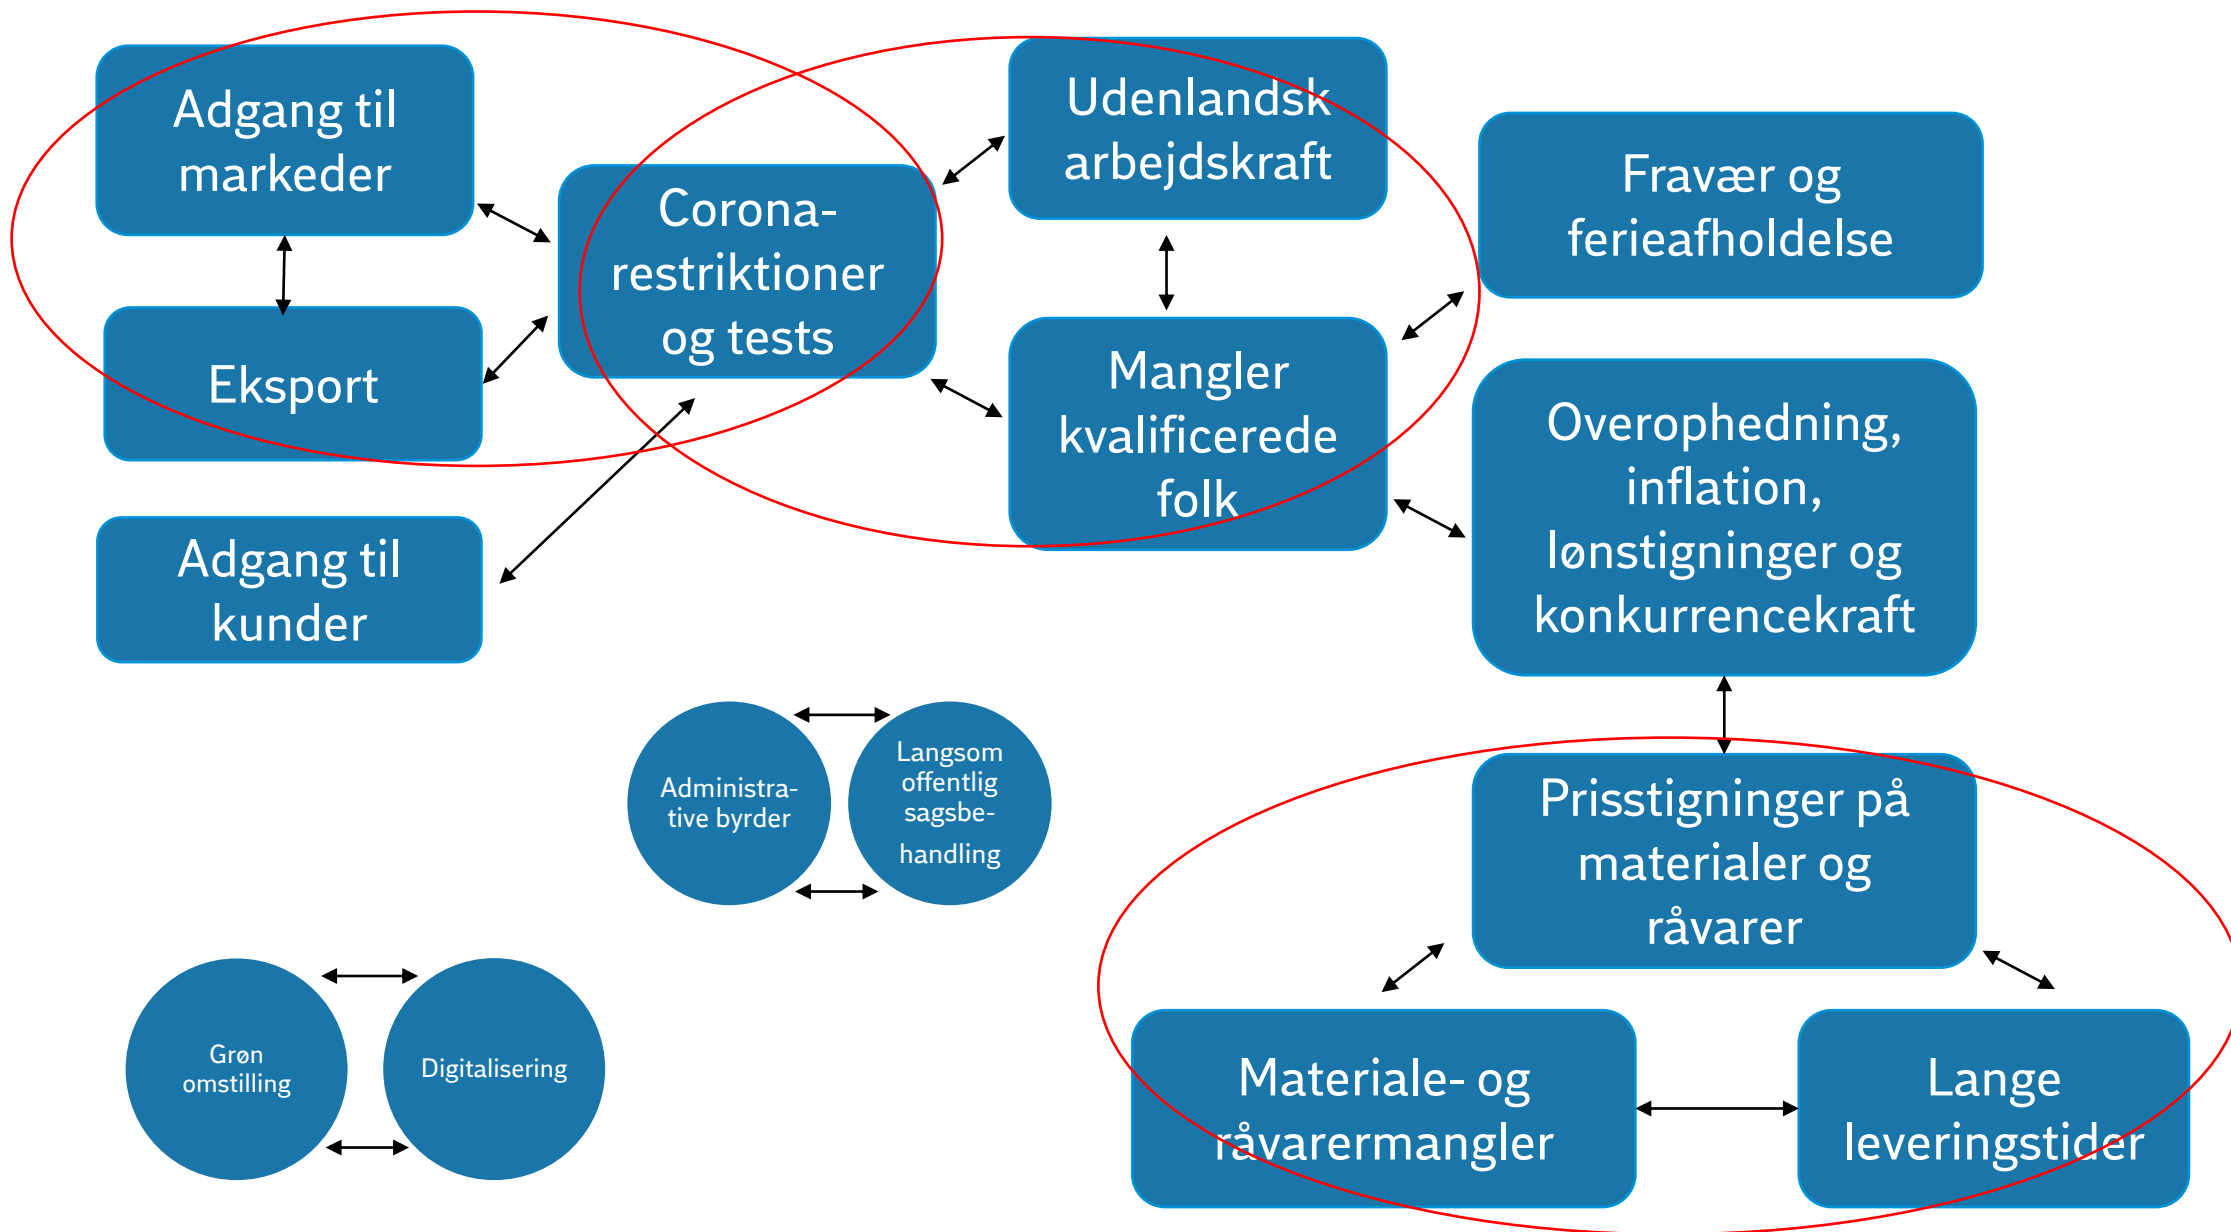 Adgang til
markeder
Eksport
Adgang til
kunder
Corona-
restriktioner
og tests
Udenlandsk
arbejdskraft
Mangler
kvalificerede
folk
Fravær og
ferieafholdelse
Overophedning,
inflation,
lønstigninger og
konkurrencekraft
Administra-
tive byrder
Langsom
offentlig
sagsbe-
handling
Prisstigninger på
materialer og
råvarer
Grøn
omstilling
Digitalisering
Materiale- og
råvarermangler
Lange
leveringstider